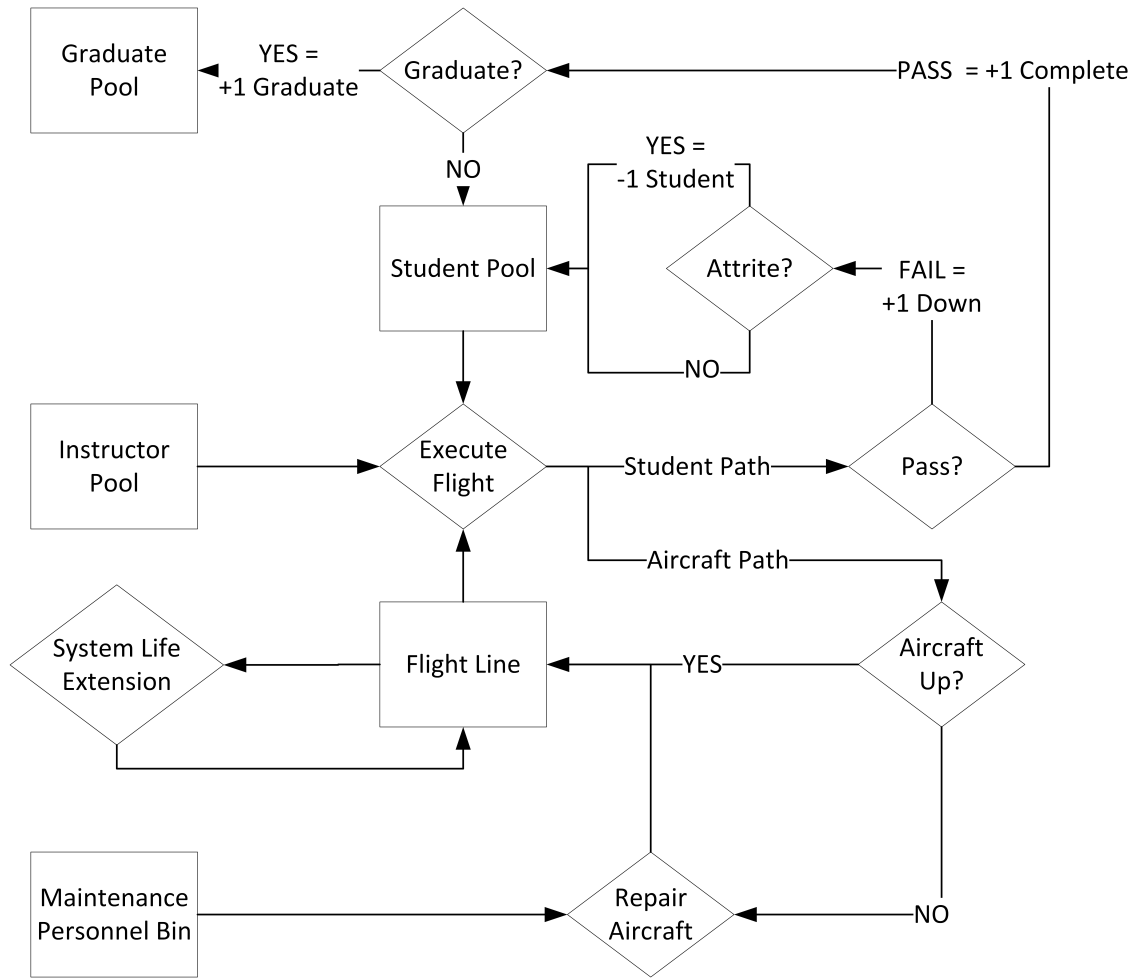 Graduate
Pool
YES =
+1 Graduate
Graduate?
PASS = +1 Complete
NO
YES =
-1 Student
Student Pool
Attrite?
FAIL =
+1 Down
NO
Instructor
Pool
Execute
Flight
Student Path
Pass?
Aircraft Path
System Life
Extension
Flight Line
YES
Aircraft
Up?
Maintenance
Personnel Bin
Repair
Aircraft
NO